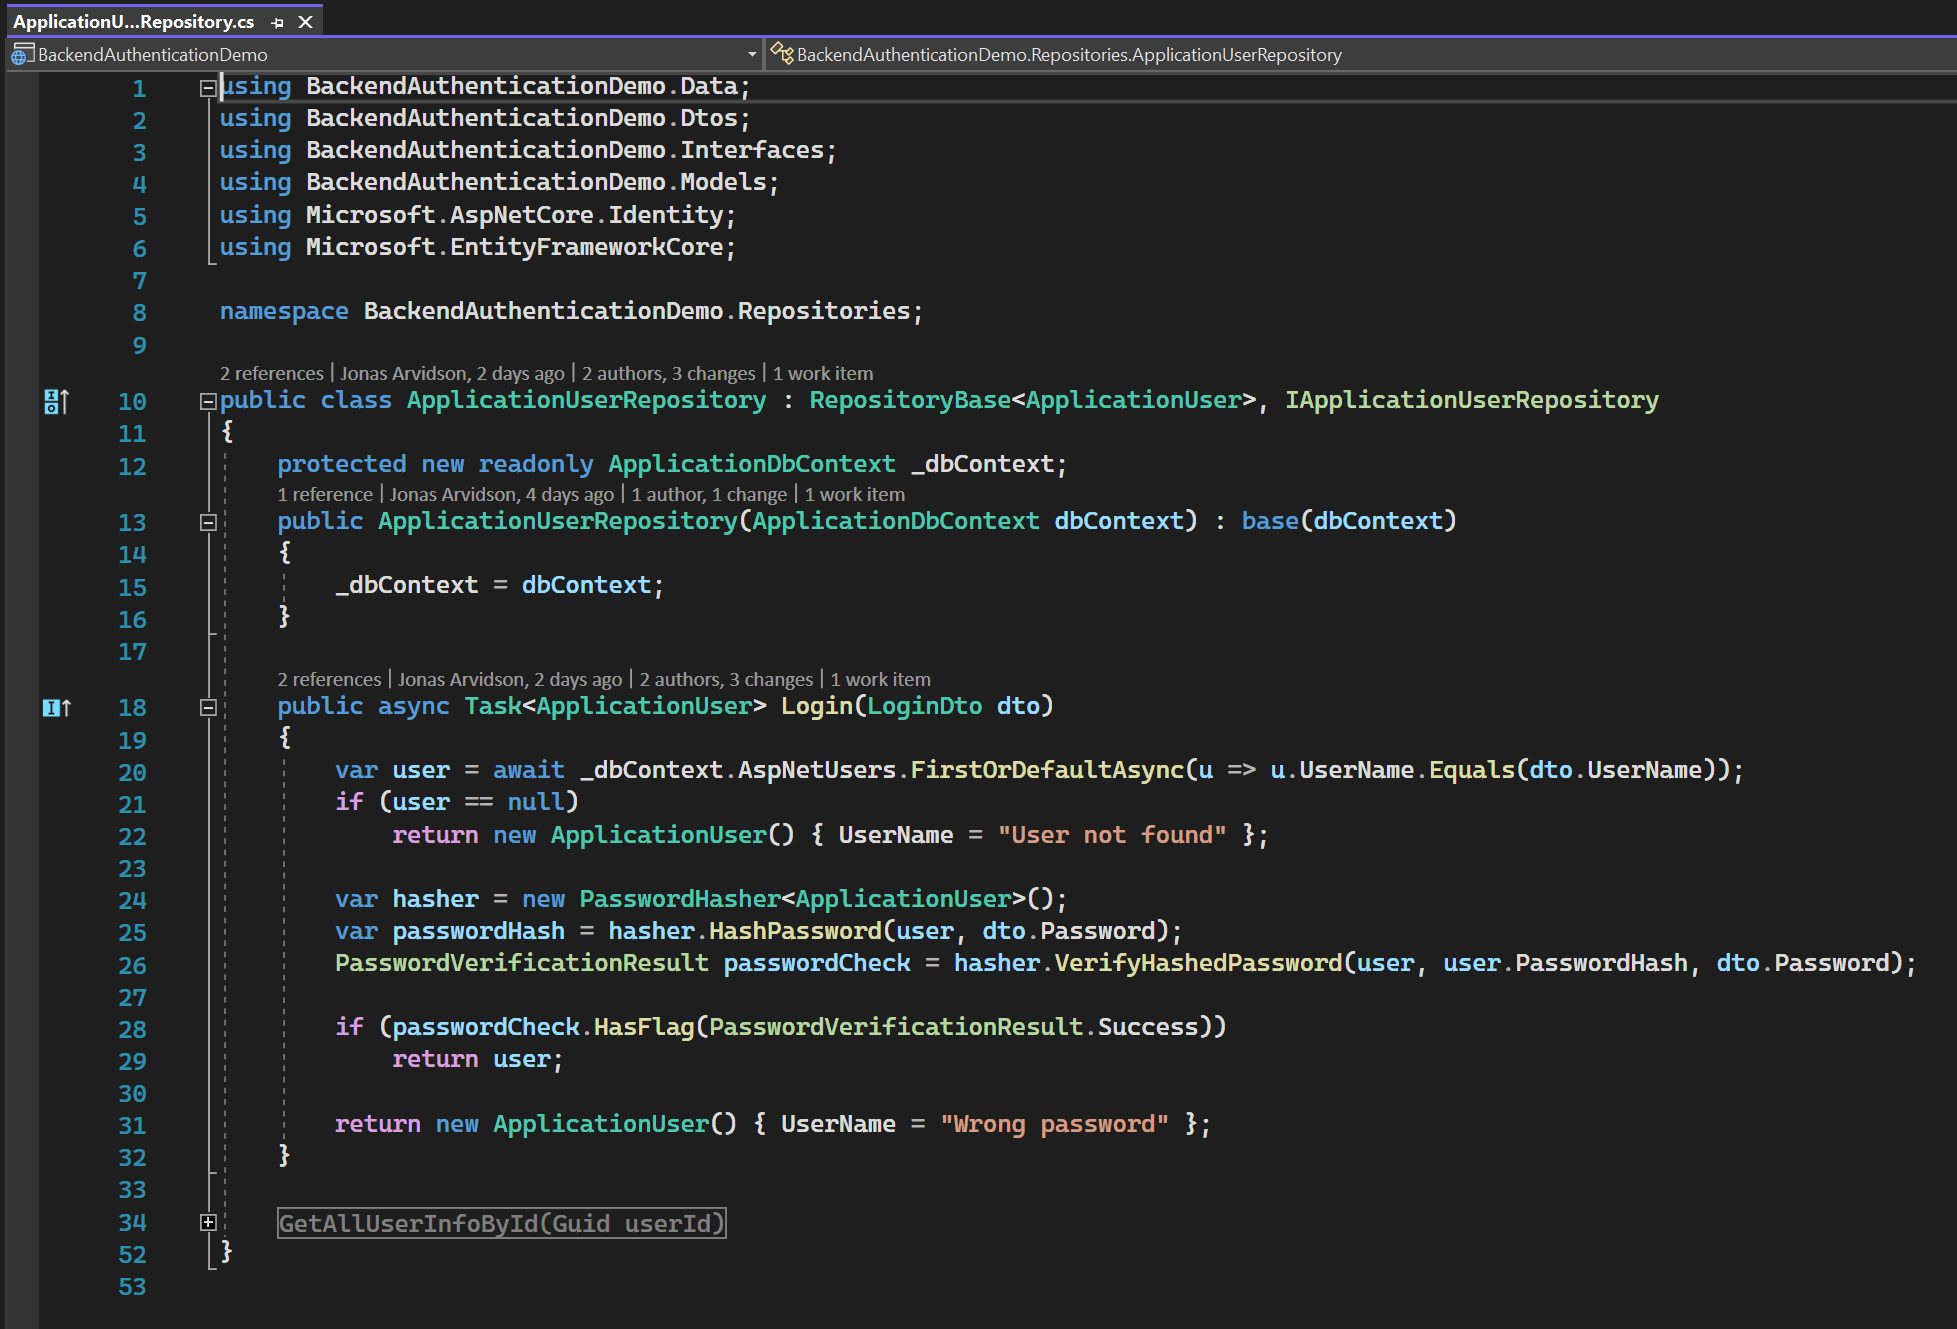 ApplicationU...Repository.cs
BackendAuthenticationDemo BackendAuthenticationDemo.Repositories.ApplicationUserRepository
1 using BackendAuthenticationDemo.Data;
2 using BackendAuthenticationDemo.Dtos;
3 using BackendAuthenticationDemo.Interfaces;
4 using BackendAuthenticationDemo.Models;
5 using Microsoft.AspNetCore.Identity;
6 using Microsoft.EntityFrameworkCore;
7
8 namespace BackendAuthenticationDemo.Repositories;
9
2 references | Jonas Arvidson, 2 days ago | 2 authors, 3 changes | 1 work item
10 public class ApplicationUserRepository : RepositoryBase<ApplicationUser>, IApplicationUserRepository
11 {
12 protected new readonly ApplicationDbContext _dbContext;
1 reference | Jonas Arvidson, 4 days ago | 1 author, 1 change | 1 work item
13 public ApplicationUserRepository(ApplicationDbContext dbContext) : base(dbContext)
14 {
15 _dbContext = dbContext;
16 }
17
2 references | Jonas Arvidson, 2 days ago | 2 authors, 3 changes | 1 work item
18 public async Task<ApplicationUser> Login(LoginDto dto)
19 {
20 var user = await _dbContext.AspNetUsers.FirstOrDefaultAsync(u => u.UserName.Equals(dto.UserName));
21 if (user == null)
22 return new ApplicationUser() { UserName = "User not found" };
23
24 var hasher = new PasswordHasher<ApplicationUser>();
25 var passwordHash = hasher.HashPassword(user, dto.Password);
26 PasswordVerificationResult passwordCheck = hasher.VerifyHashedPassword(user, user.PasswordHash, dto.Password);
27
28 if (passwordCheck.HasFlag(PasswordVerificationResult.Success))
29 return user;
30
31 return new ApplicationUser() { UserName = "Wrong password" };
32 }
33
34 GetAllUserInfoById(Guid userId)
52 }
53